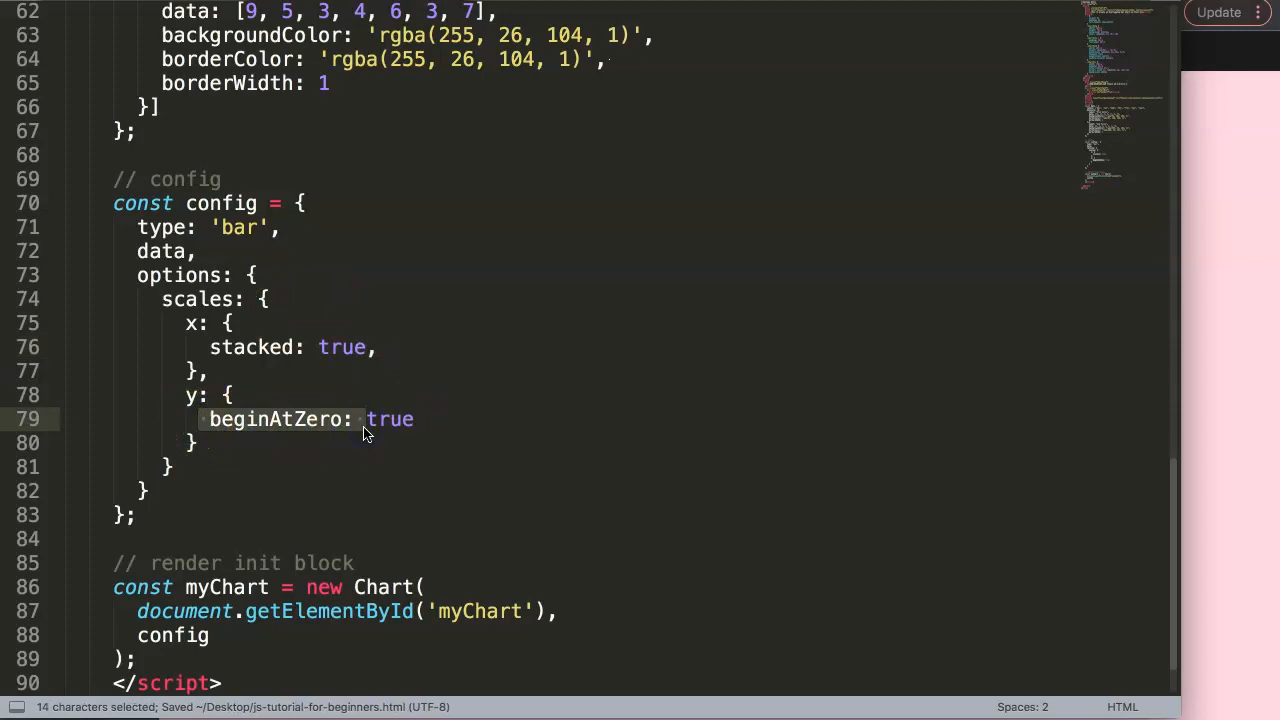 62 data: [9, 5, 3, 4, 6, 3, 7],
63 backgroundColor: 'rgba(255, 26, 104, 1)',
64 borderColor: 'rgba(255, 26, 104, 1)',
65 borderWidth: 1
66 }]
67 };
68
69 // config
70 const config = {
71 type: 'bar',
72 data,
73 options: {
74 scales: {
75 x: {
76 stacked: true,
77 },
78 y: {
79 beginAtZero: true
80 }
81 }
82 }
83 };
84
85 // render init block
86 const myChart = new Chart(
87 document.getElementById('myChart'),
88 config
89 );
90 </script>
Update
14 characters selected; Saved ~/Desktop/js-tutorial-for-beginners.html (UTF-8) Spaces: 2 HTML